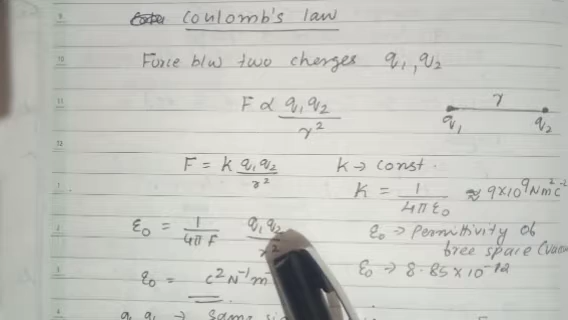 Coulomb's law
Force b/w two charges q₁, q₂
F ∝ q₁q₂/r²
r
q₁ q₂
F = k q₁q₂/r² k → const.
K = 1/4πε₀ ≈ 9×10⁹ Nm²c⁻²
ε₀ = 1/4πF q₁q₂/r² ε₀ → Permittivity of
free space
ε₀ = C²N⁻¹m ε₀ → 8.85×10⁻¹²
q₁ → Same